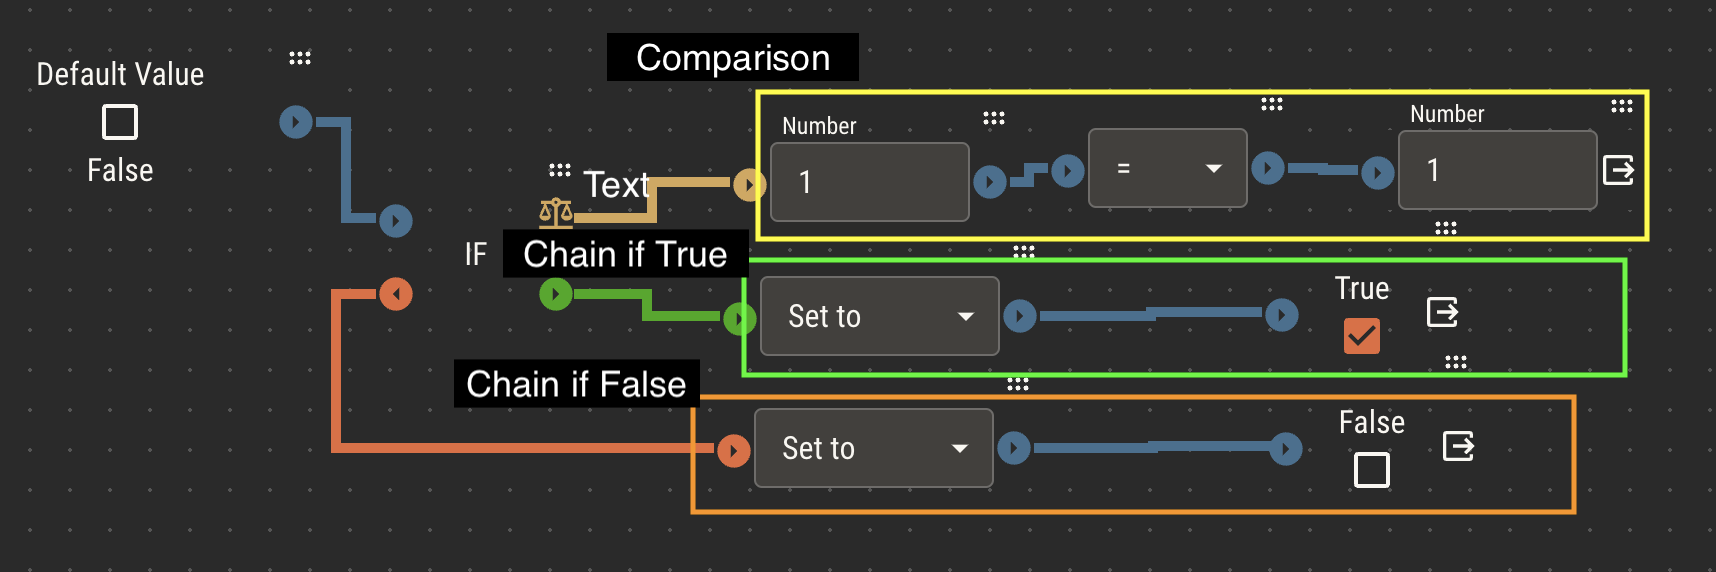 Comparison
Default Value
False
Number
1
=
Number
1
Text
IF
Chain if True
Set to
True
Chain if False
Set to
False